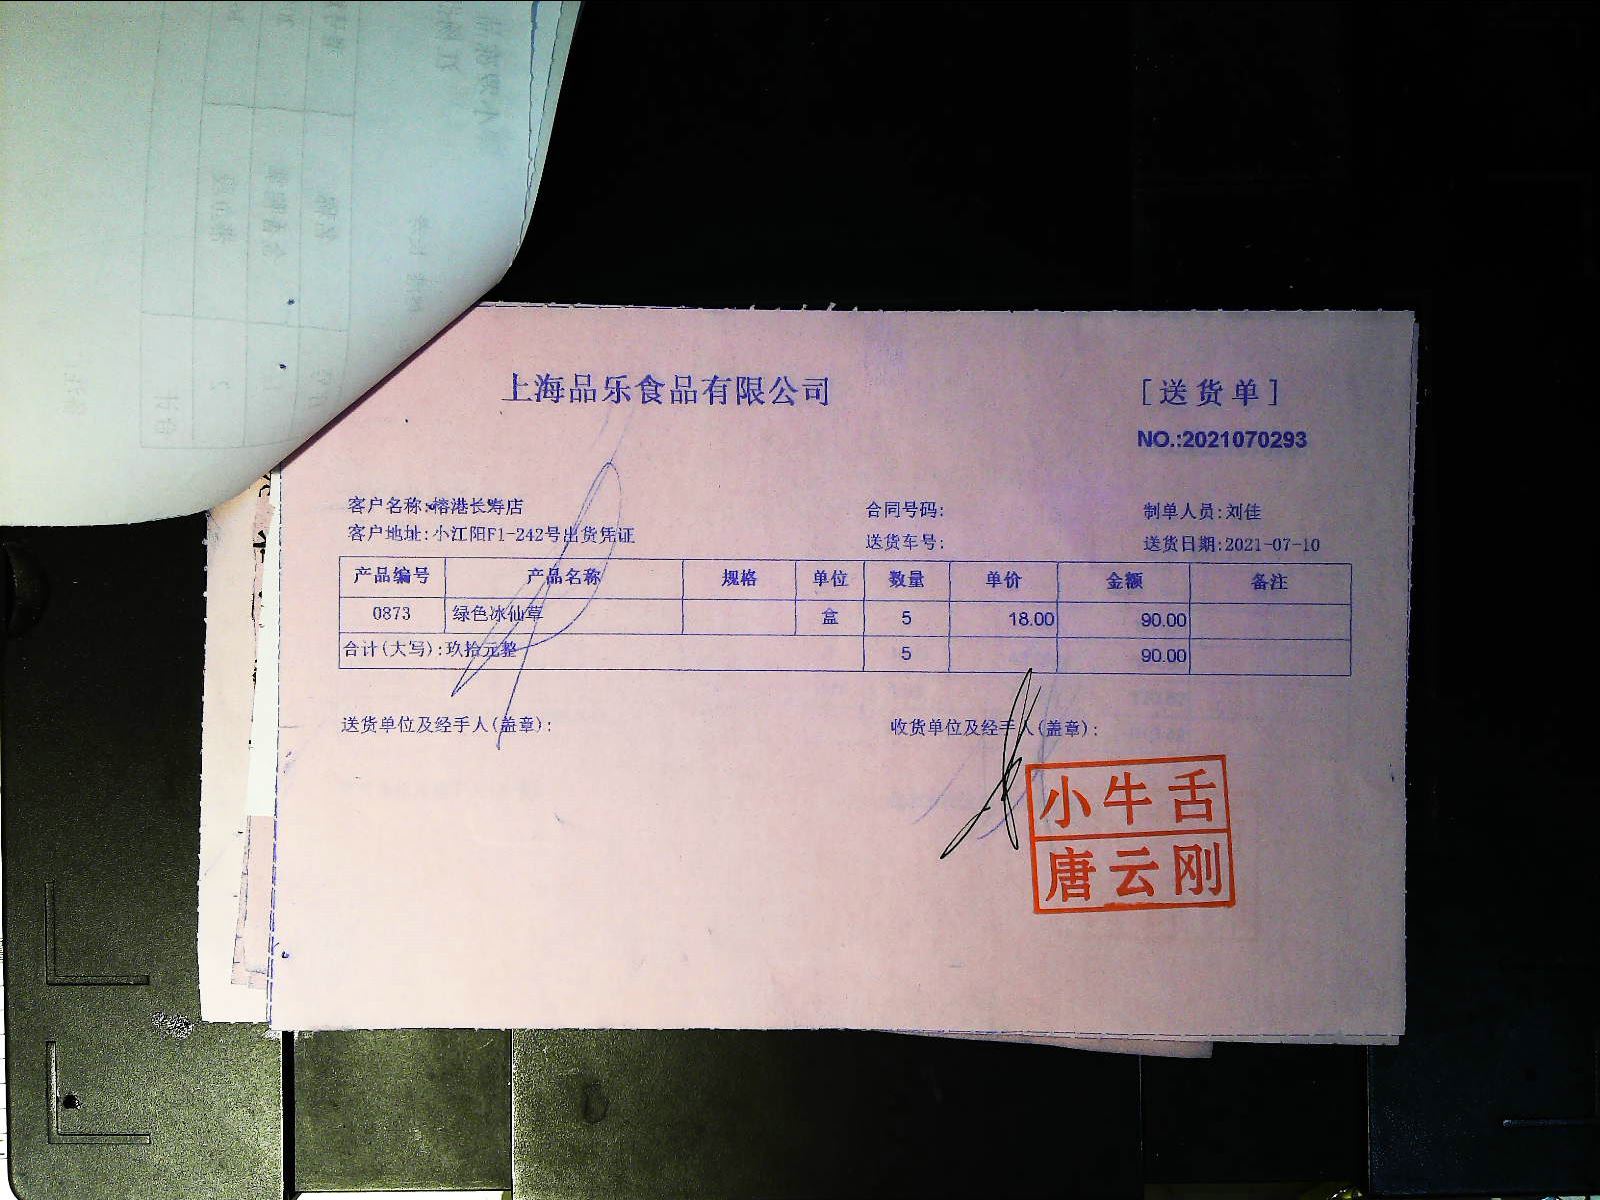 上海品乐食品有限公司
[送货单]
NO.:2021070293
客户名称:榕港长寿店 合同号码: 制单人员:刘佳
客户地址:小江阳F1-242号出货凭证 送货车号: 送货日期:2021-07-10
产品编号 产品名称 规格 单位 数量 单价 金额 备注
0873 绿色冰仙草 盒 5 18.00 90.00
合计(大写):玖拾元整 5 90.00
送货单位及经手人(盖章): 收货单位及经手人(盖章):
小牛舌
唐云刚